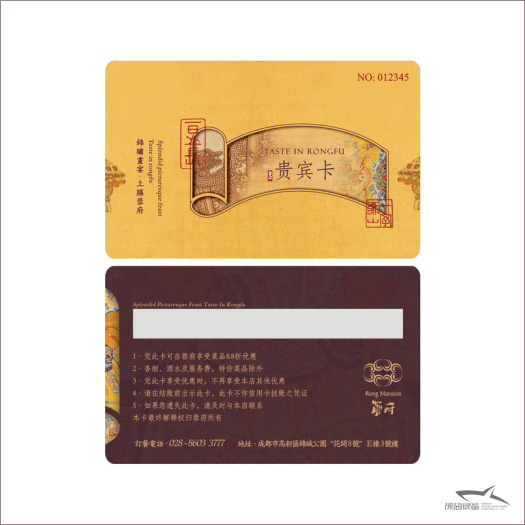 NO: 012345
TASTE IN RONGFU
贵宾卡
Splendid picturesque feast
Taste in rongfu
錦繡畫宴·上膳蓉府
Splendid Picturesque Feast Taste In Rongfu
1·凭此卡可在蓉府享受菜品8.8折优惠
2·香烟，酒水及服务费，特价菜品除外
3·凭此卡享受优惠时，不再享受本店其他优惠
4·请在结账前出示此卡，此卡不作信用卡挂账之凭证
5·如果您遗失此卡，请及时与本店联系
本卡最终解释权归蓉府所有
Rong Mansion
蓉府
訂餐電話·028-8603 3777 地址·成都市高新區錦城公園“花間8號”E棟3號樓